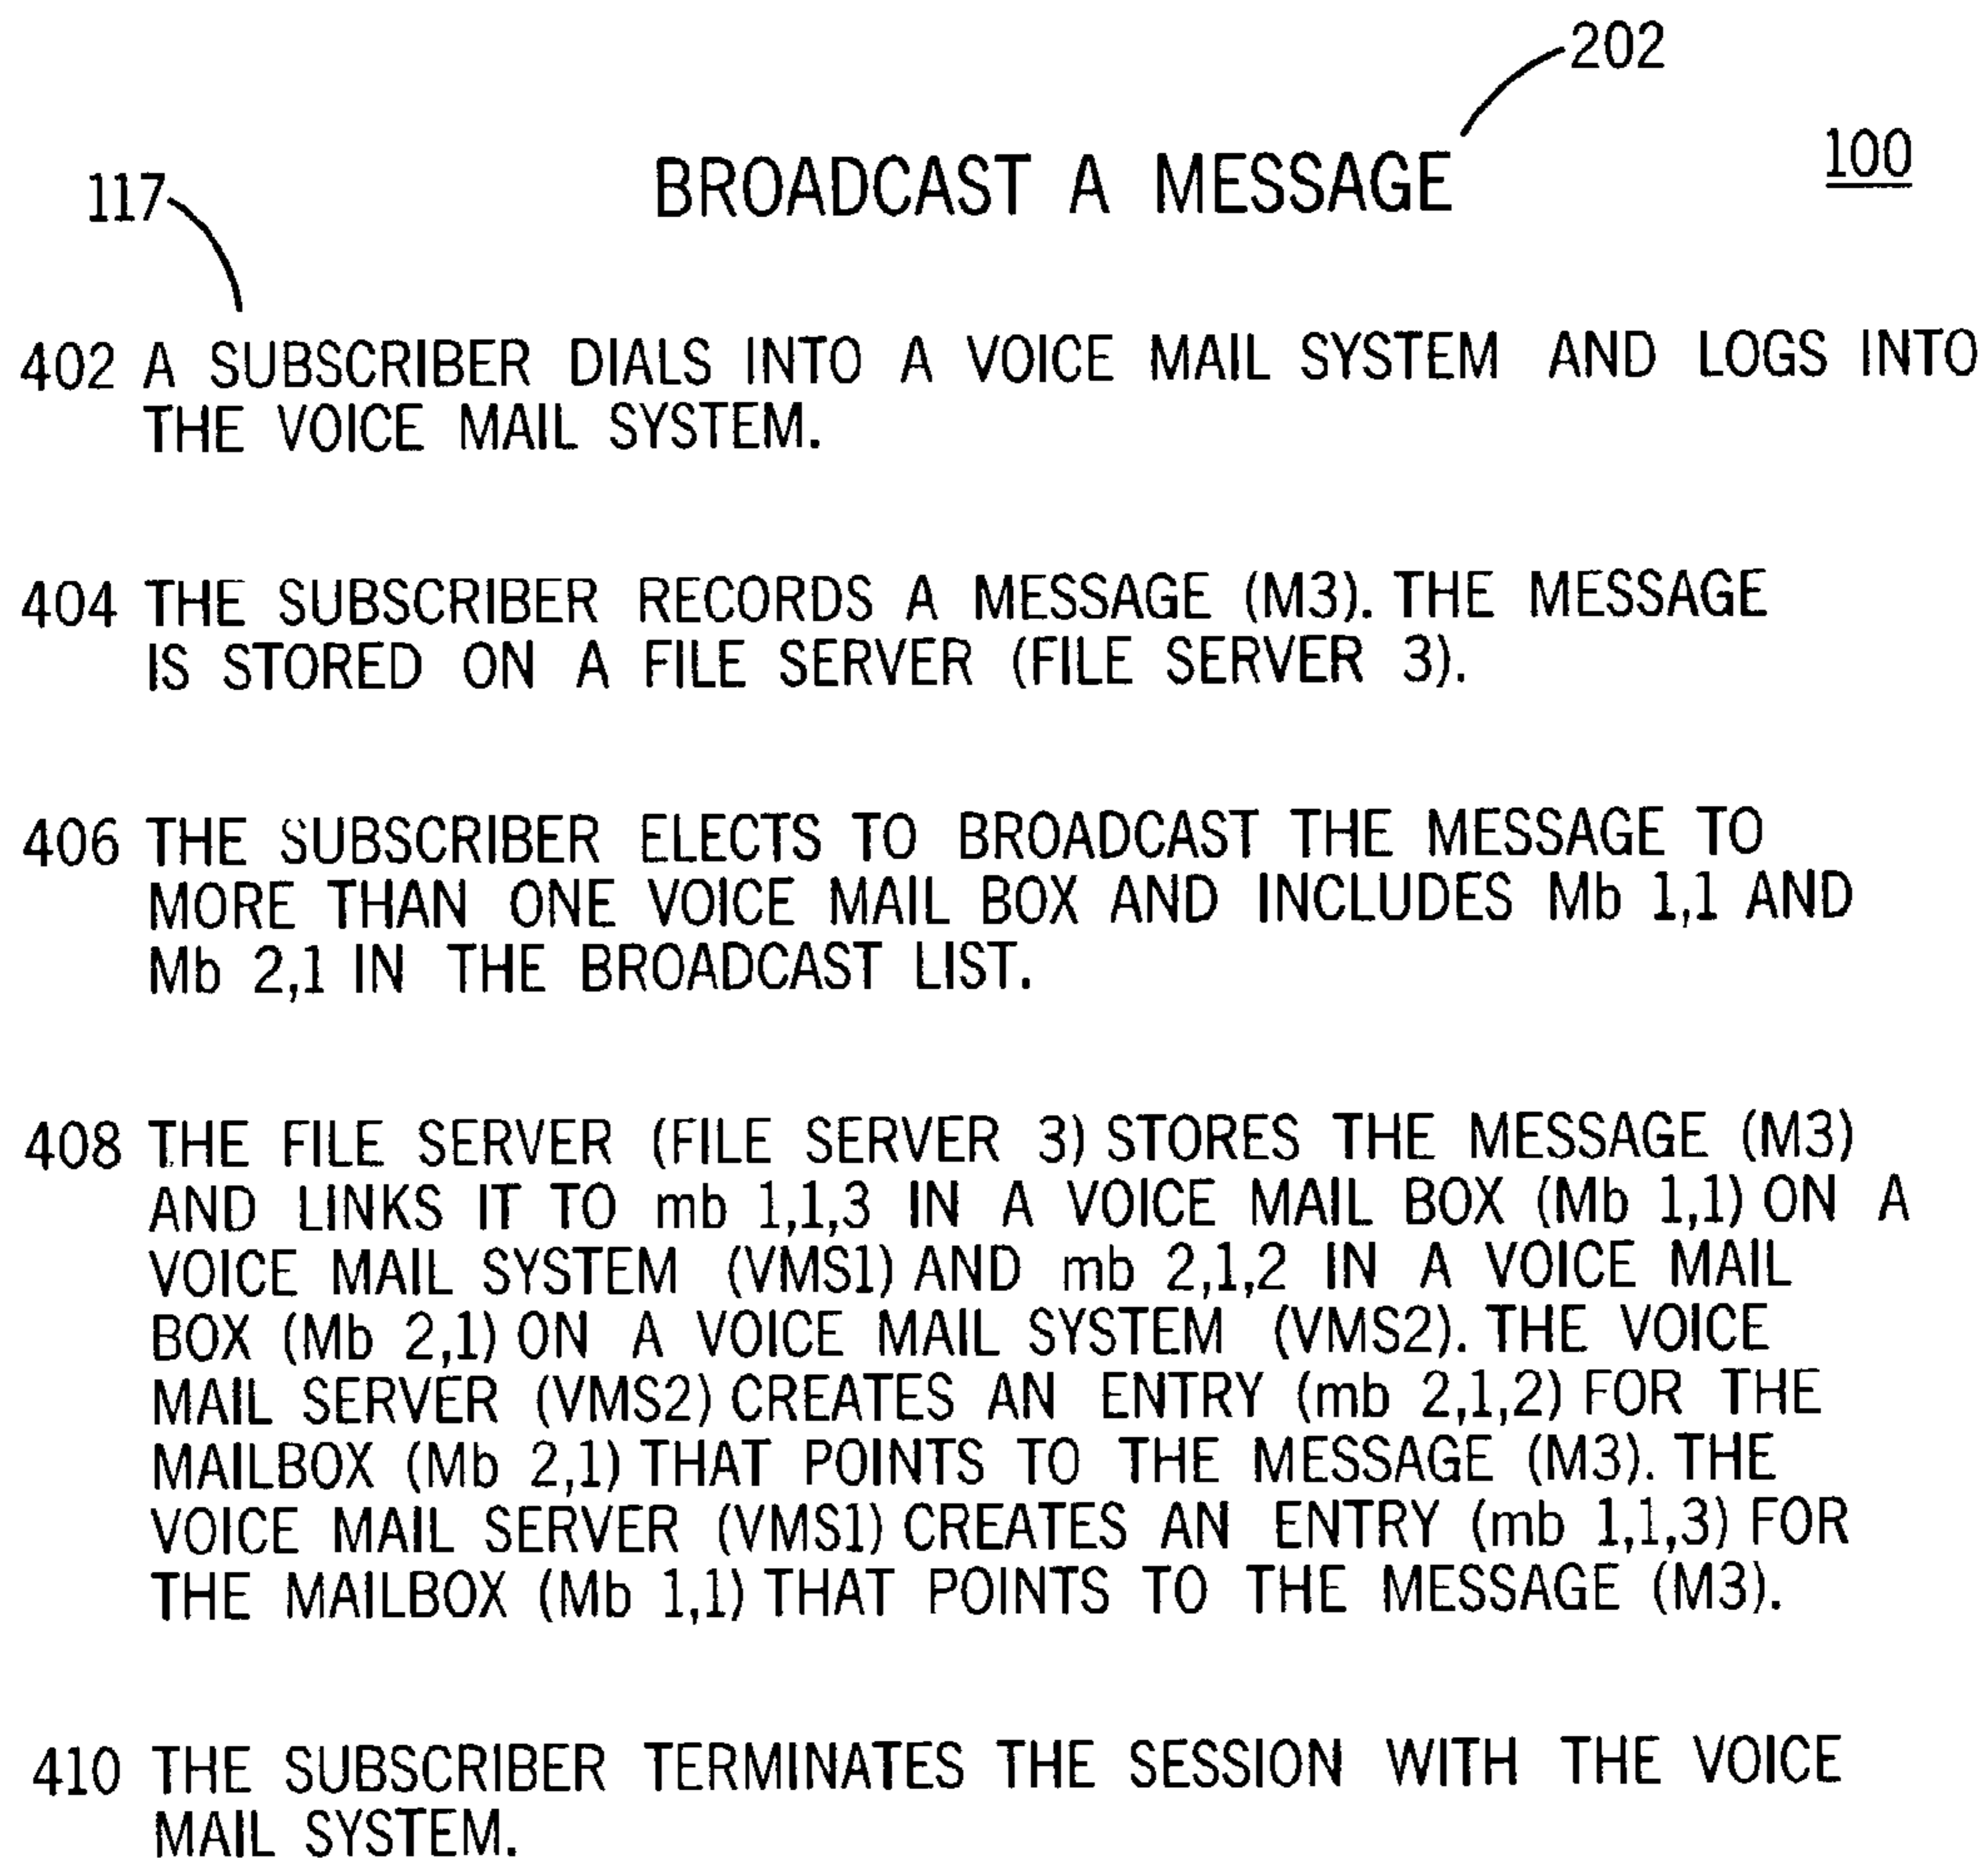 202
BROADCAST A MESSAGE
100
117
402 A SUBSCRIBER DIALS INTO A VOICE MAIL SYSTEM AND LOGS INTO
THE VOICE MAIL SYSTEM.
404 THE SUBSCRIBER RECORDS A MESSAGE (M3). THE MESSAGE
IS STORED ON A FILE SERVER (FILE SERVER 3).
406 THE SUBSCRIBER ELECTS TO BROADCAST THE MESSAGE TO
MORE THAN ONE VOICE MAIL BOX AND INCLUDES Mb 1,1 AND
Mb 2,1 IN THE BROADCAST LIST.
408 THE FILE SERVER (FILE SERVER 3) STORES THE MESSAGE (M3)
AND LINKS IT TO mb 1,1,3 IN A VOICE MAIL BOX (Mb 1,1) ON A
VOICE MAIL SYSTEM (VMS1) AND mb 2,1,2 IN A VOICE MAIL
BOX (Mb 2,1) ON A VOICE MAIL SYSTEM (VMS2). THE VOICE
MAIL SERVER (VMS2) CREATES AN ENTRY (mb 2,1,2) FOR THE
MAILBOX (Mb 2,1) THAT POINTS TO THE MESSAGE (M3). THE
VOICE MAIL SERVER (VMS1) CREATES AN ENTRY (mb 1,1,3) FOR
THE MAILBOX (Mb 1,1) THAT POINTS TO THE MESSAGE (M3).
410 THE SUBSCRIBER TERMINATES THE SESSION WITH THE VOICE
MAIL SYSTEM.